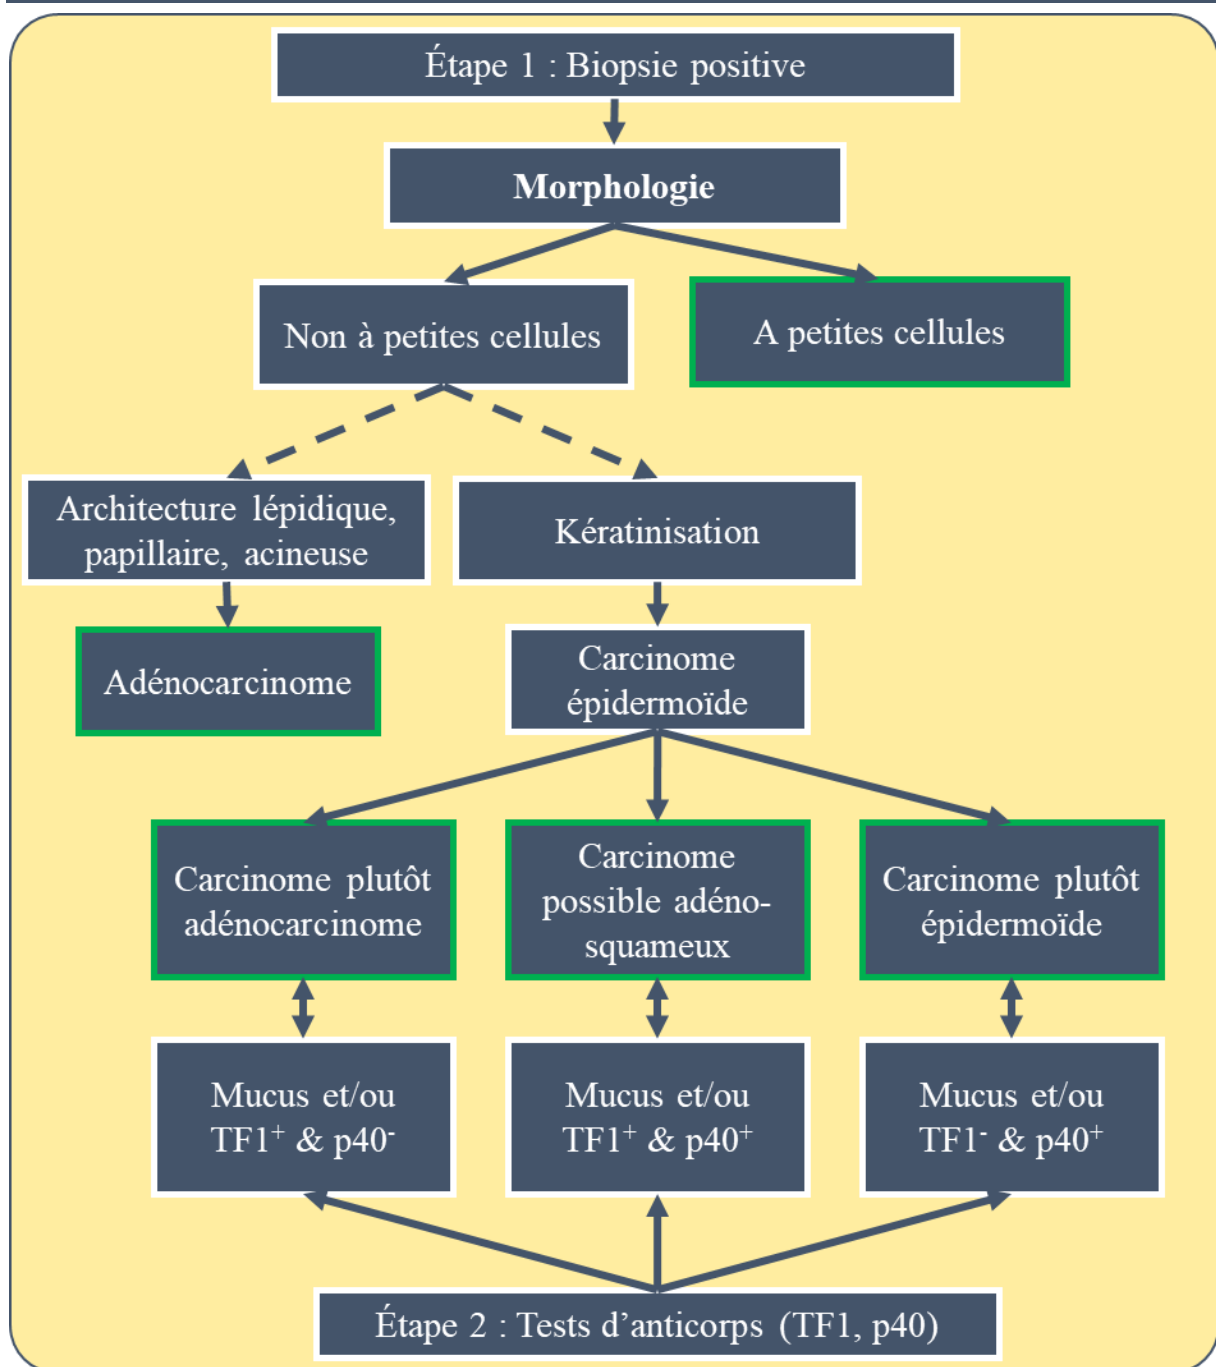 Étape 1 : Biopsie positive
Morphologie
Non à petites cellules
A petites cellules
Architecture lépidique,
papillaire, acineuse
Kératinisation
Adénocarcinome
Carcinome
épidermoïde
Carcinome plutôt
adénocarcinome
Carcinome
possible adéno-
squameux
Carcinome plutôt
épidermoïde
Mucus et/ou
TF1⁺ & p40⁻
Mucus et/ou
TF1⁺ & p40⁺
Mucus et/ou
TF1⁻ & p40⁺
Étape 2 : Tests d’anticorps (TF1, p40)